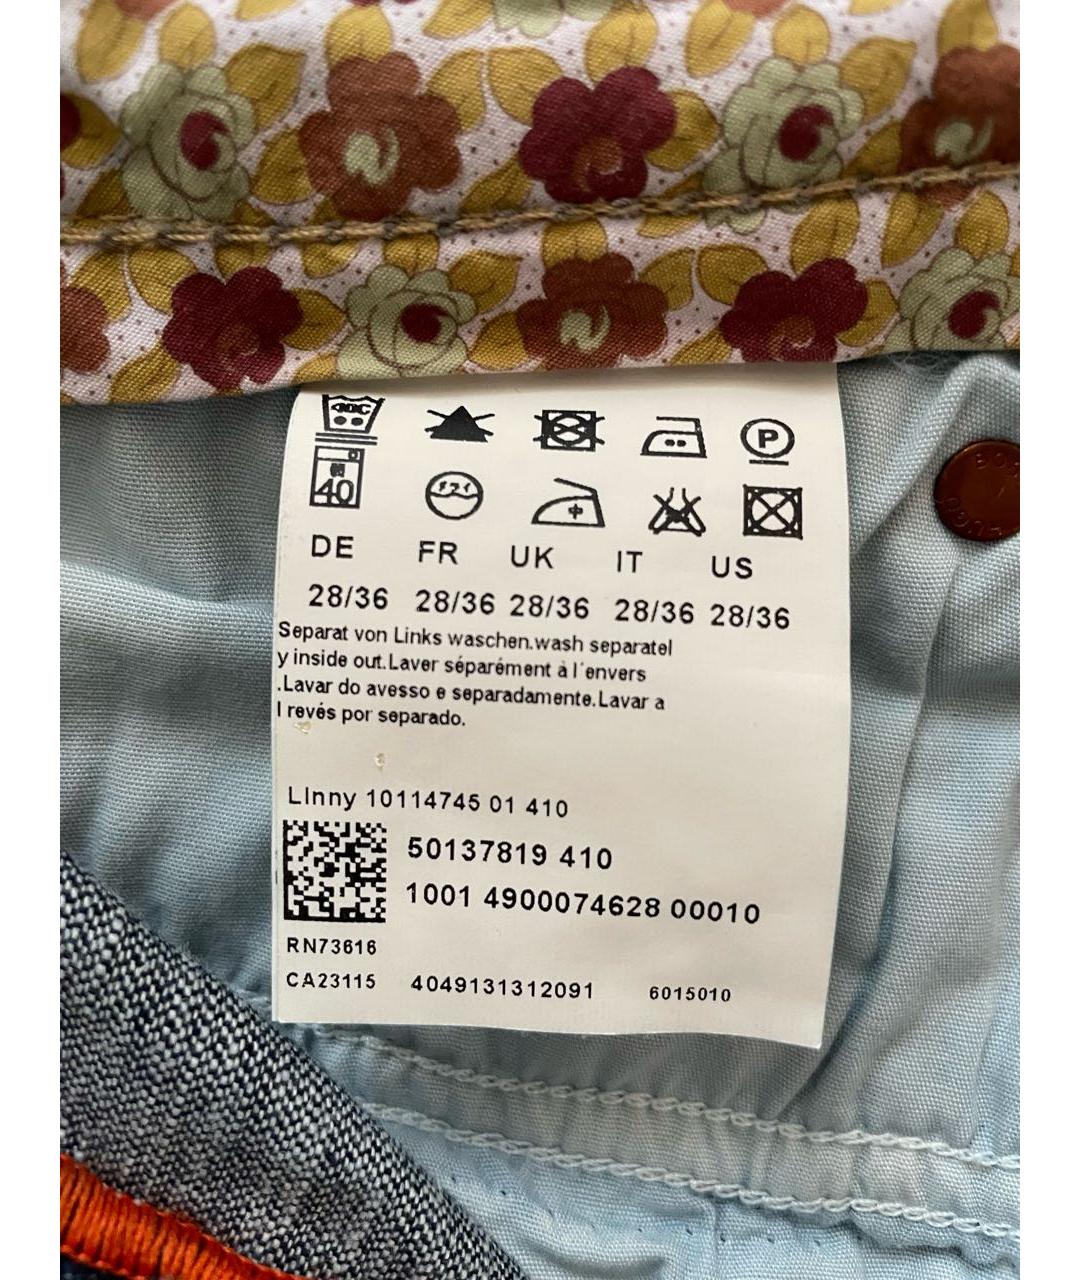 30C
P
40
DE FR UK IT US
28/36 28/36 28/36 28/36 28/36
Separat von Links waschen.wash separatel
y inside out.Laver séparément à l´envers
.Lavar do avesso e separadamente.Lavar a
l revés por separado.
LInny 10114745 01 410
50137819 410
1001 4900074628 00010
RN73616
CA23115 4049131312091 6015010